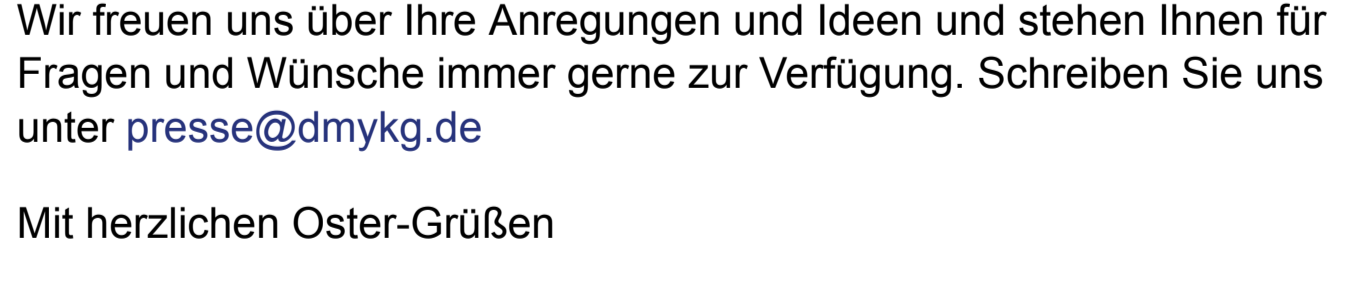 Wir freuen uns über Ihre Anregungen und Ideen und stehen Ihnen für
Fragen und Wünsche immer gerne zur Verfügung. Schreiben Sie uns
unter presse@dmykg.de
Mit herzlichen Oster-Grüßen